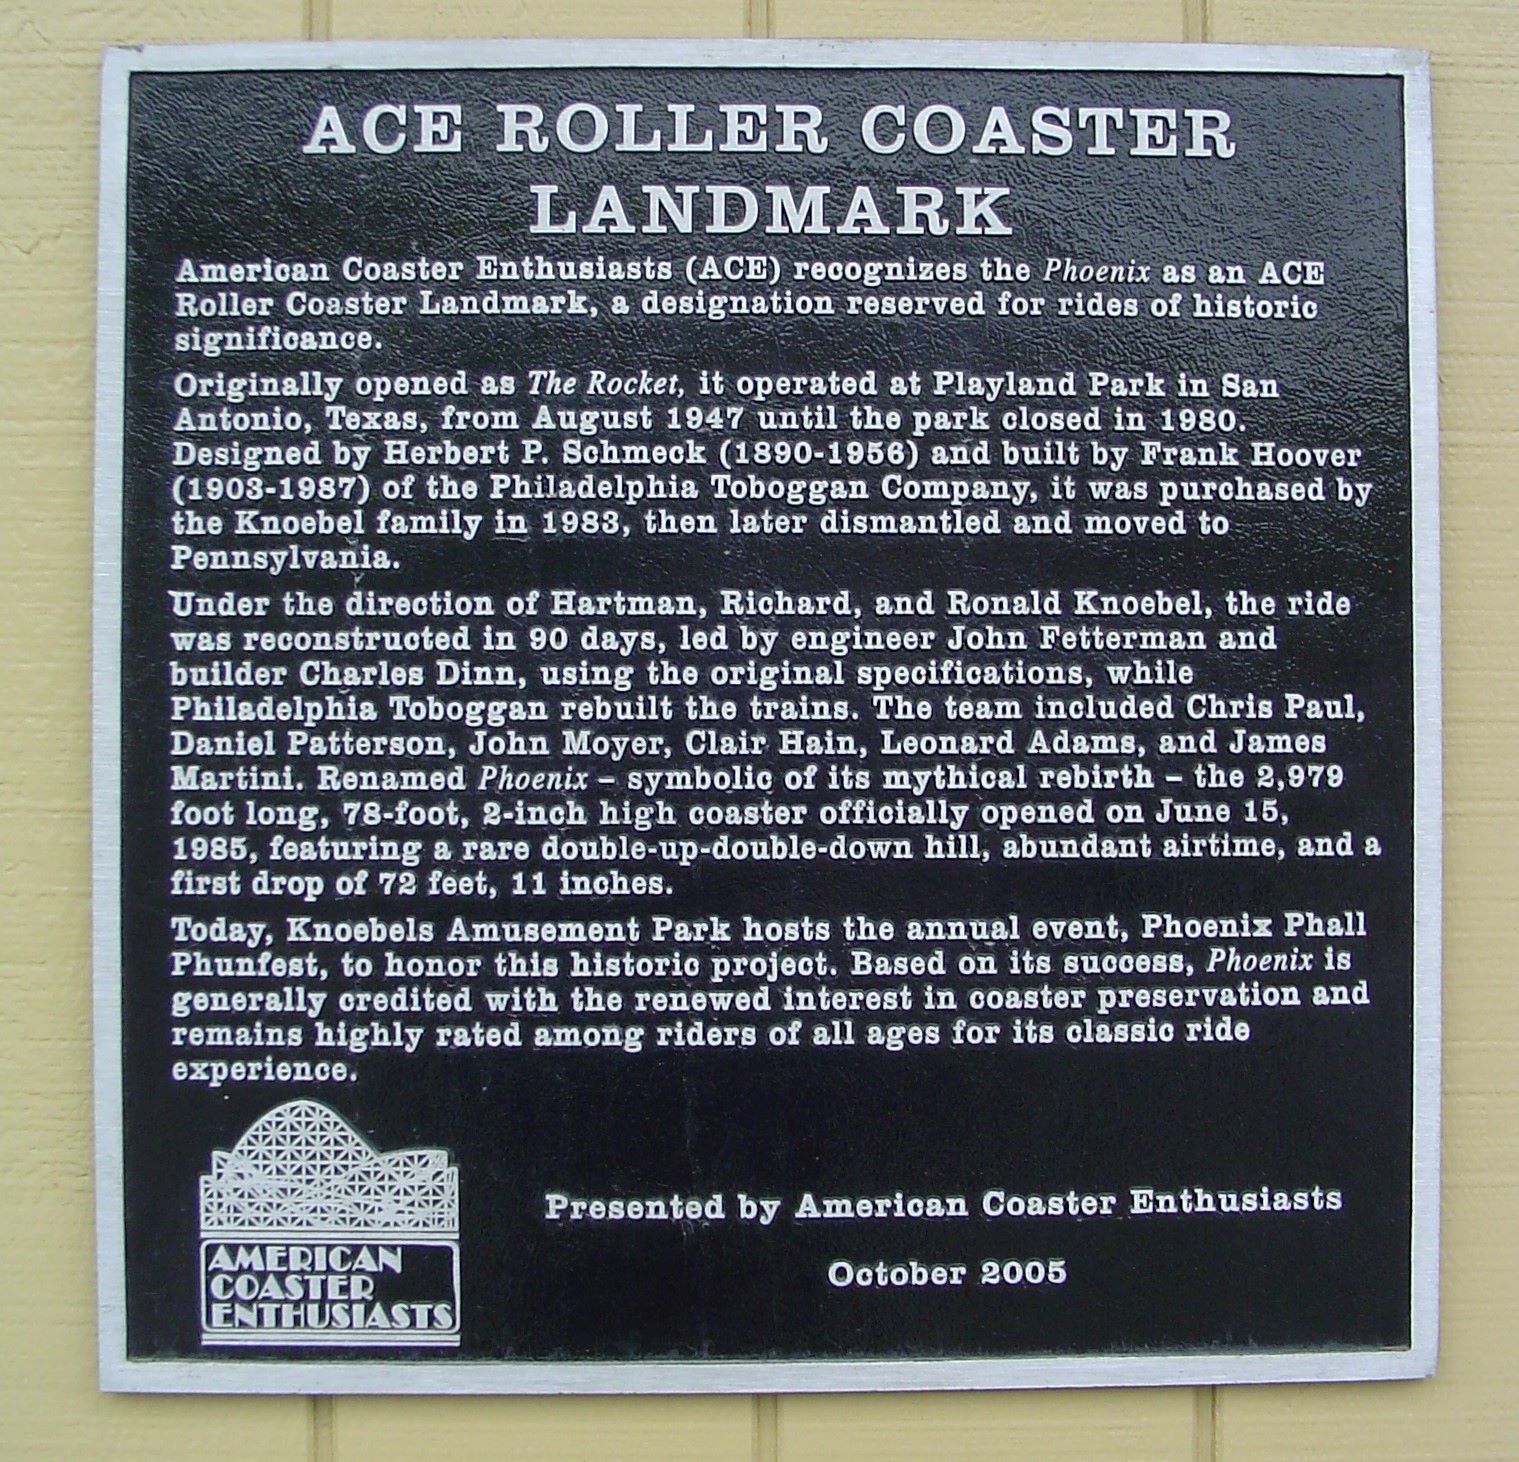 ACE ROLLER COASTER
LANDMARK
American Coaster Enthusiasts (ACE) recognizes the Phoenix as an ACE
Roller Coaster Landmark, a designation reserved for rides of historic
significance.
Originally opened as The Rocket, it operated at Playland Park in San
Antonio, Texas, from August 1947 until the park closed in 1980.
Designed by Herbert P. Schmeck (1890-1956) and built by Frank Hoover
(1903-1987) of the Philadelphia Toboggan Company, it was purchased by
the Knoebel family in 1983, then later dismantled and moved to
Pennsylvania.
Under the direction of Hartman, Richard, and Ronald Knoebel, the ride
was reconstructed in 90 days, led by engineer John Fetterman and
builder Charles Dinn, using the original specifications, while
Philadelphia Toboggan rebuilt the trains. The team included Chris Paul,
Daniel Patterson, John Moyer, Clair Hain, Leonard Adams, and James
Martini. Renamed Phoenix – symbolic of its mythical rebirth – the 2,979
foot long, 78-foot, 2-inch high coaster officially opened on June 15,
1985, featuring a rare double-up-double-down hill, abundant airtime, and a
first drop of 72 feet, 11 inches.
Today, Knoebels Amusement Park hosts the annual event, Phoenix Phall
Phunfest, to honor this historic project. Based on its success, Phoenix is
generally credited with the renewed interest in coaster preservation and
remains highly rated among riders of all ages for its classic ride
experience.
Presented by American Coaster Enthusiasts
October 2005
AMERICAN
COASTER
ENTHUSIASTS